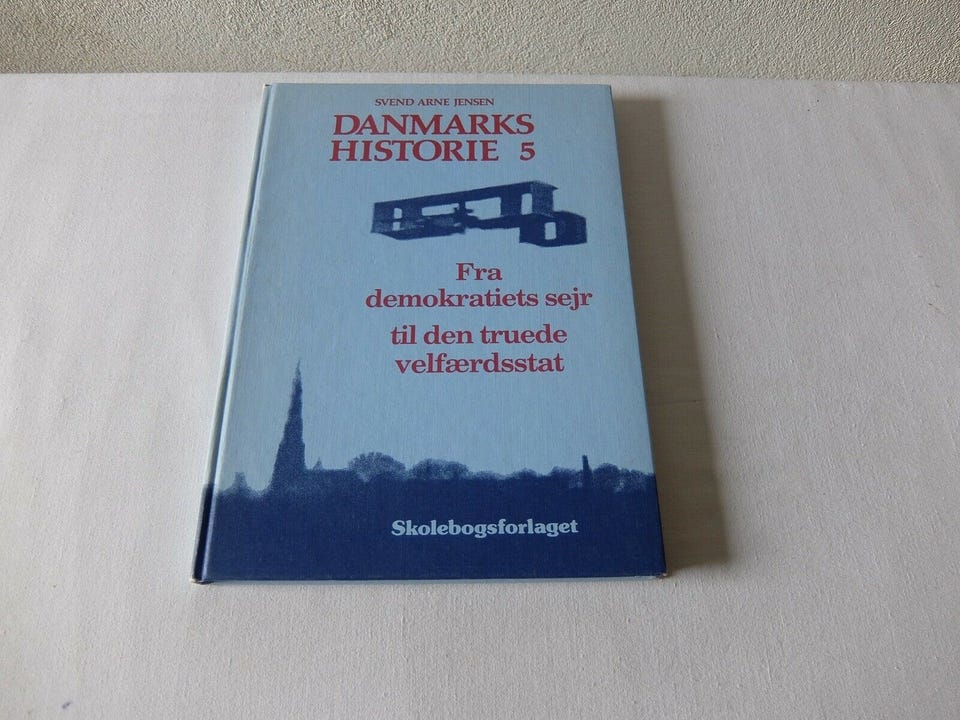 SVEND ARNE JENSEN
DANMARKS
HISTORIE 5
Fra
demokratiets sejr
til den truede
velfærdsstat
Skolebogsforlaget